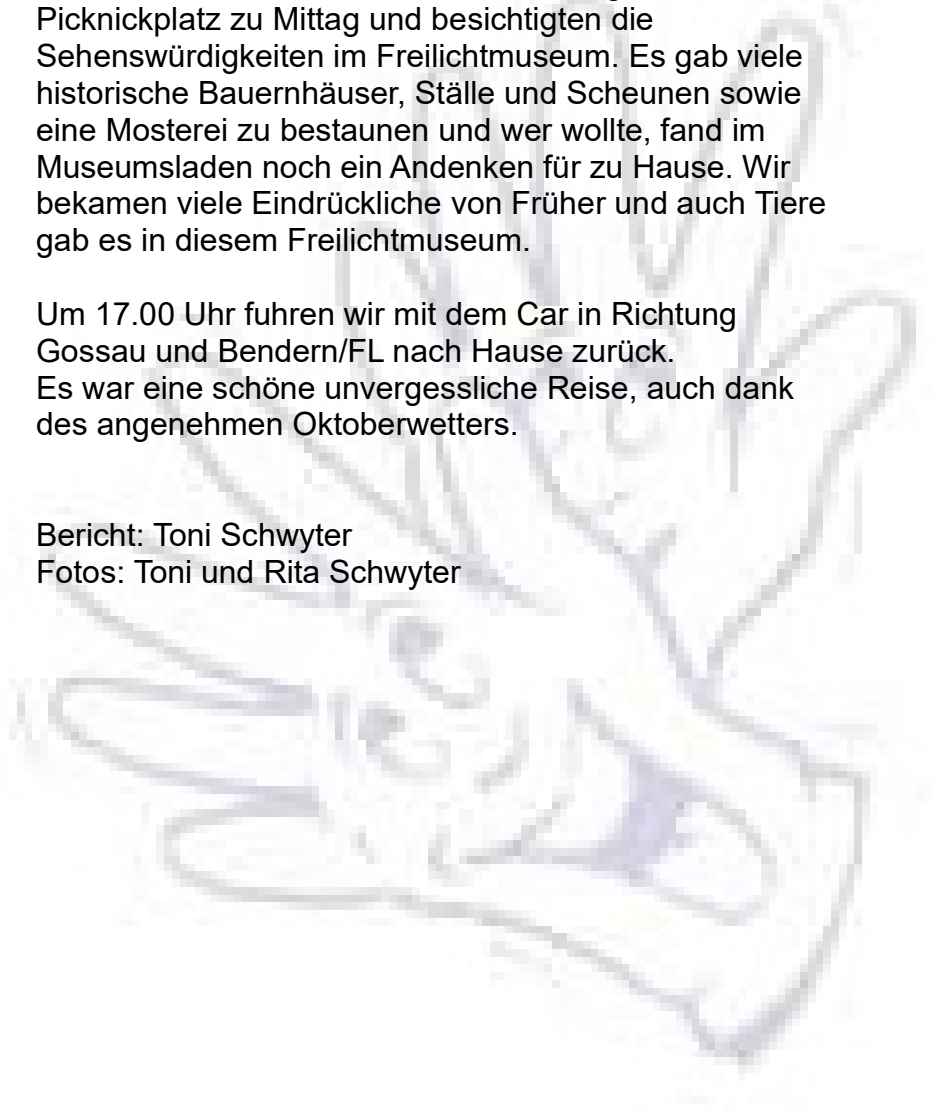 Picknickplatz zu Mittag und besichtigten die
Sehenswürdigkeiten im Freilichtmuseum. Es gab viele
historische Bauernhäuser, Ställe und Scheunen sowie
eine Mosterei zu bestaunen und wer wollte, fand im
Museumsladen noch ein Andenken für zu Hause. Wir
bekamen viele Eindrückliche von Früher und auch Tiere
gab es in diesem Freilichtmuseum.
Um 17.00 Uhr fuhren wir mit dem Car in Richtung
Gossau und Bendern/FL nach Hause zurück.
Es war eine schöne unvergessliche Reise, auch dank
des angenehmen Oktoberwetters.
Bericht: Toni Schwyter
Fotos: Toni und Rita Schwyter